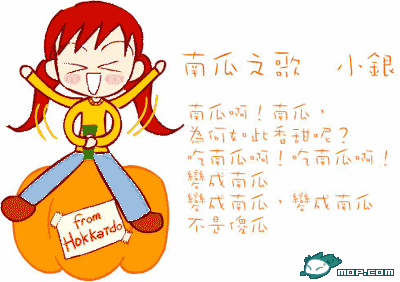 南瓜之歌　小銀
南瓜啊！南瓜，
為何如此香甜呢？
吃南瓜啊！吃南瓜啊！
變成南瓜
變成南瓜，變成南瓜
不是傻瓜
from
Hokkaido
MOP.COM